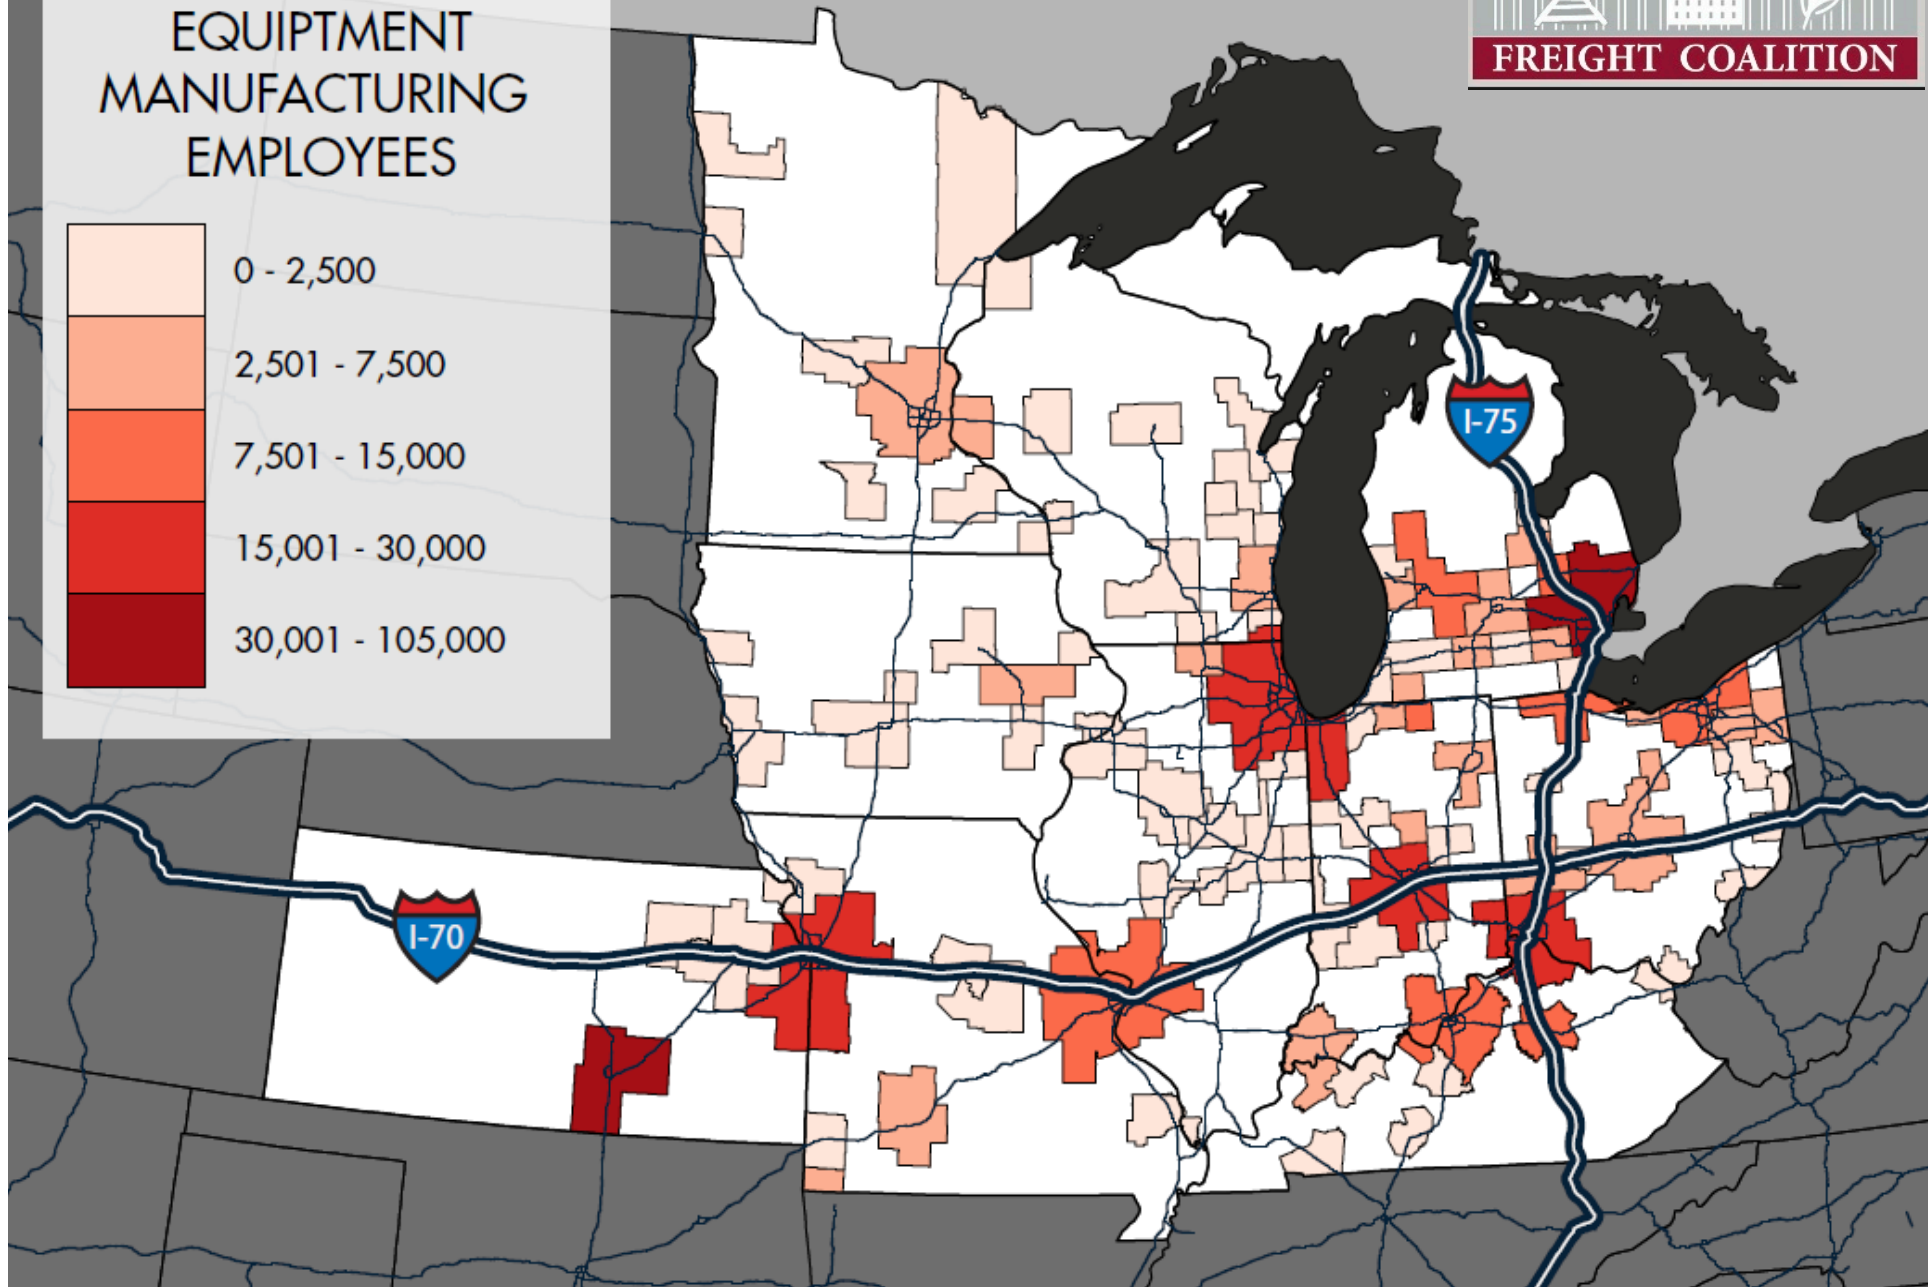 EQUIPTMENT
MANUFACTURING
EMPLOYEES
0 - 2,500
2,501 - 7,500
7,501 - 15,000
15,001 - 30,000
30,001 - 105,000
FREIGHT COALITION
I-75
I-70